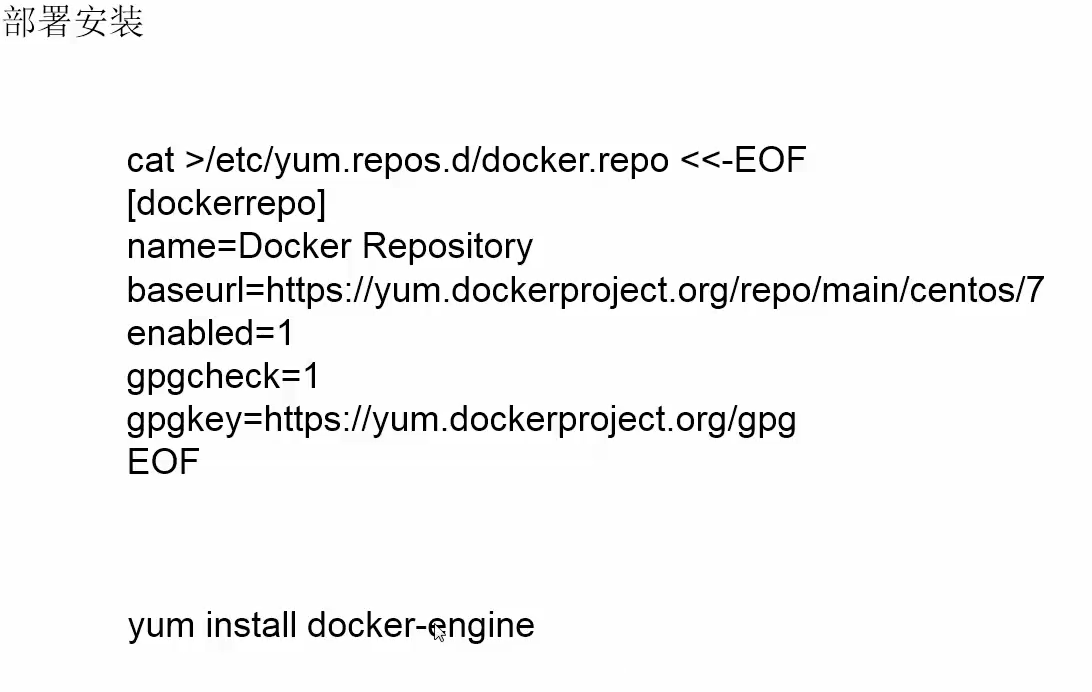 部署安装
cat >/etc/yum.repos.d/docker.repo <<-EOF
[dockerrepo]
name=Docker Repository
baseurl=https://yum.dockerproject.org/repo/main/centos/7
enabled=1
gpgcheck=1
gpgkey=https://yum.dockerproject.org/gpg
EOF
yum install docker-engine